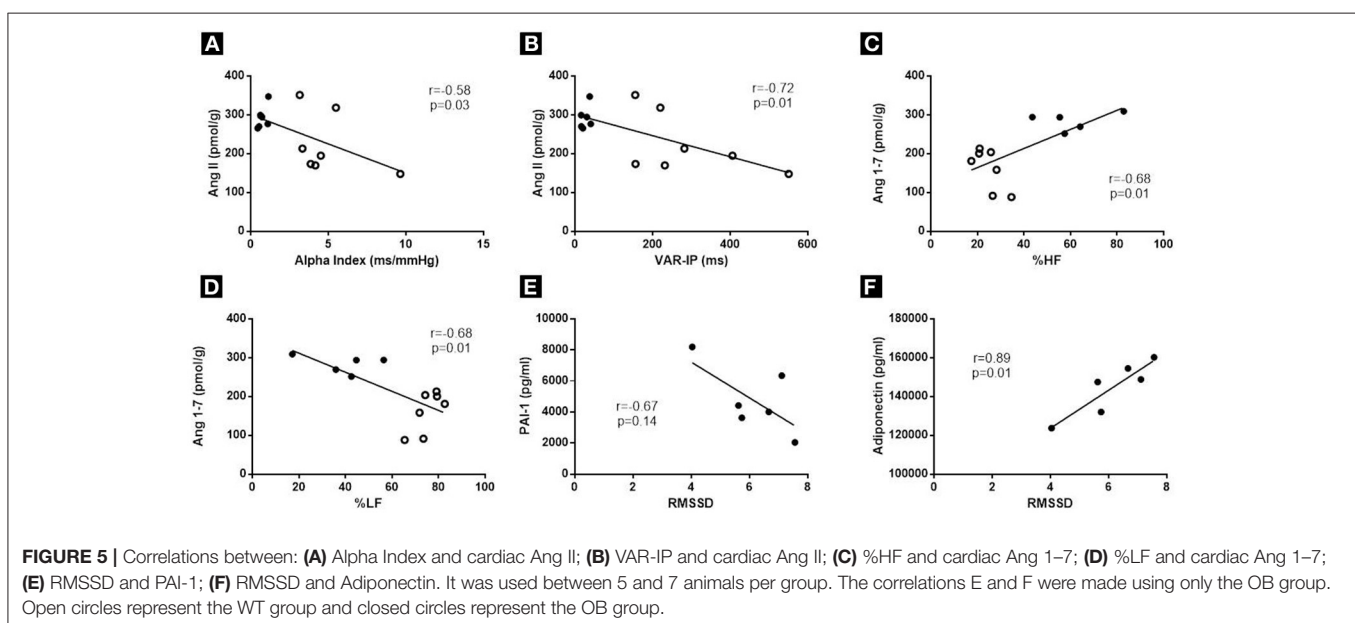 A
400
300
200
100
0
Ang II (pmol/g)
r=-0.58
p=0.03
0 5 10 15
Alpha Index (ms/mmHg)
B
400
300
200
100
0
Ang II (pmol/g)
r=-0.72
p=0.01
0 200 400 600
VAR-IP (ms)
C
400
300
200
100
0
Ang 1-7 (pmol/g)
r=-0.68
p=0.01
0 20 40 60 80 100
%HF
D
400
300
200
100
0
Ang 1-7 (pmol/g)
r=-0.68
p=0.01
0 20 40 60 80 100
%LF
E
10000
8000
6000
4000
2000
0
PAI-1 (pg/ml)
r=-0.67
p=0.14
0 2 4 6 8
RMSSD
F
180000
160000
140000
120000
100000
Adiponectin (pg/ml)
r=0.89
p=0.01
0 2 4 6 8
RMSSD
FIGURE 5 | Correlations between: (A) Alpha Index and cardiac Ang II; (B) VAR-IP and cardiac Ang II; (C) %HF and cardiac Ang 1–7; (D) %LF and cardiac Ang 1–7;
(E) RMSSD and PAI-1; (F) RMSSD and Adiponectin. It was used between 5 and 7 animals per group. The correlations E and F were made using only the OB group.
Open circles represent the WT group and closed circles represent the OB group.